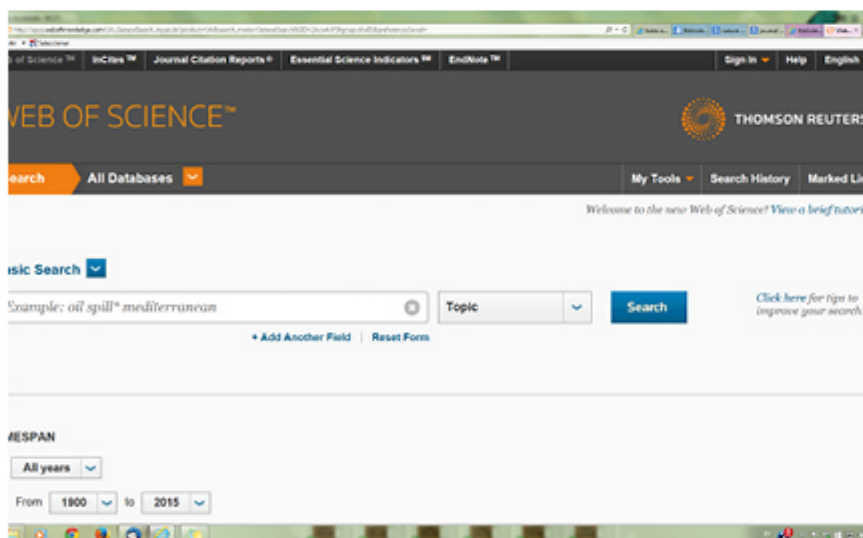 of Science™ InCites™ Journal Citation Reports® Essential Science Indicators™ EndNote™ Sign In Help English
WEB OF SCIENCE™
THOMSON REUTERS
Search All Databases My Tools Search History Marked Li
Welcome to the new Web of Science! View a brief tutori
asic Search
Example: oil spill* mediterranean Topic Search Click here for tips to
improve your search.
+ Add Another Field | Reset Form
MESPAN
All years
From 1900 to 2015